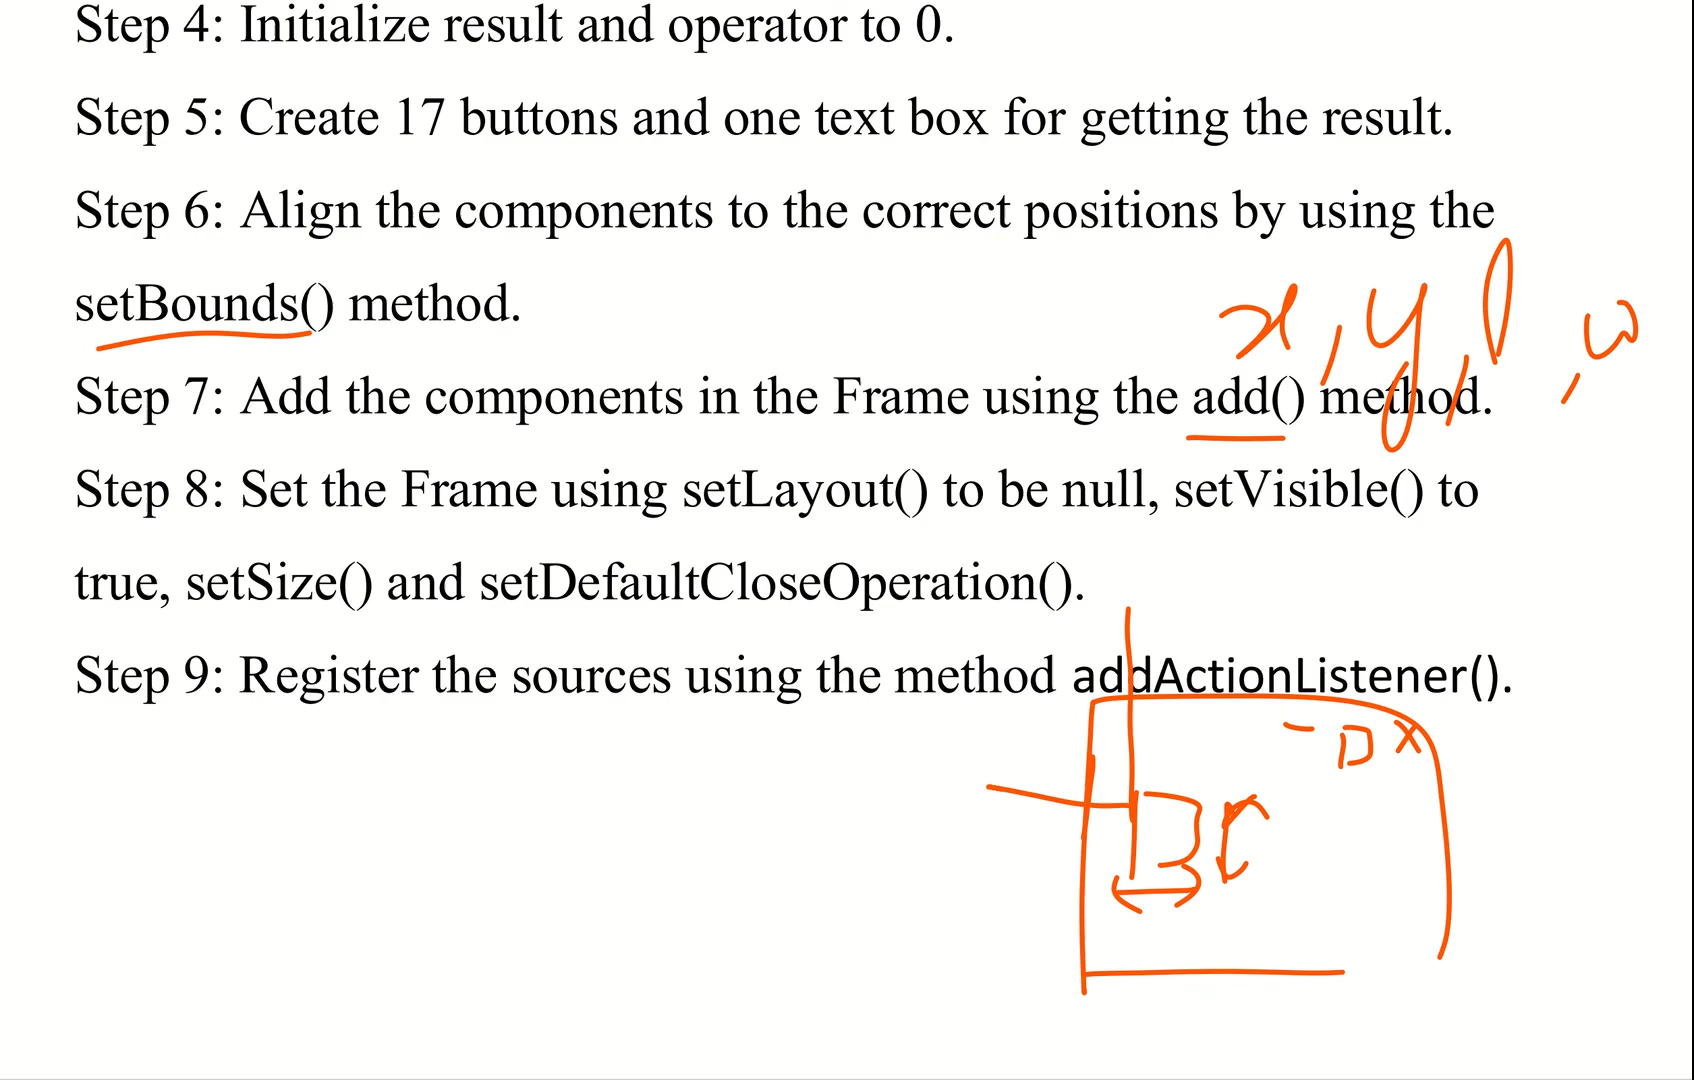 Step 4: Initialize result and operator to 0.
Step 5: Create 17 buttons and one text box for getting the result.
Step 6: Align the components to the correct positions by using the
setBounds() method.
x, y, l, w
Step 7: Add the components in the Frame using the add() method.
Step 8: Set the Frame using setLayout() to be null, setVisible() to
true, setSize() and setDefaultCloseOperation().
Step 9: Register the sources using the method addActionListener().